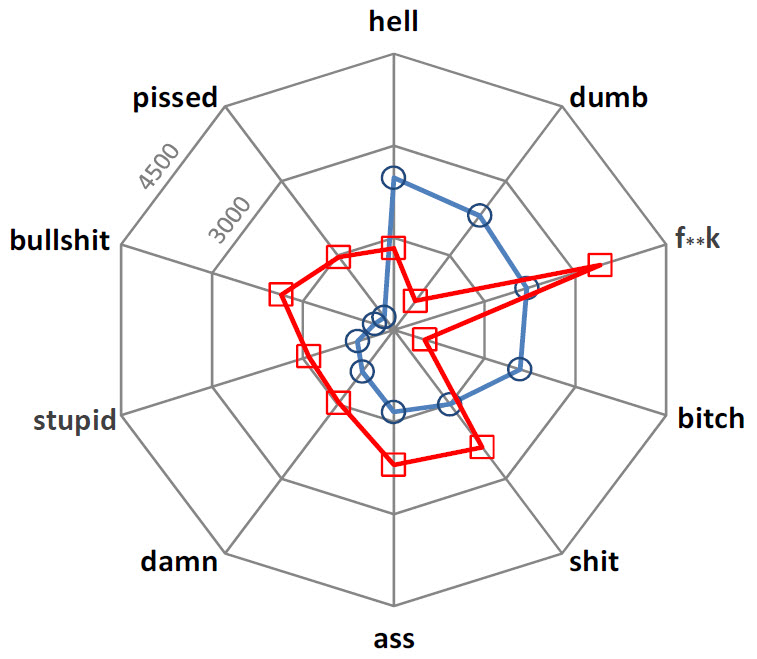 hell
pissed
dumb
4500
3000
bullshit
f**k
stupid
bitch
damn
shit
ass